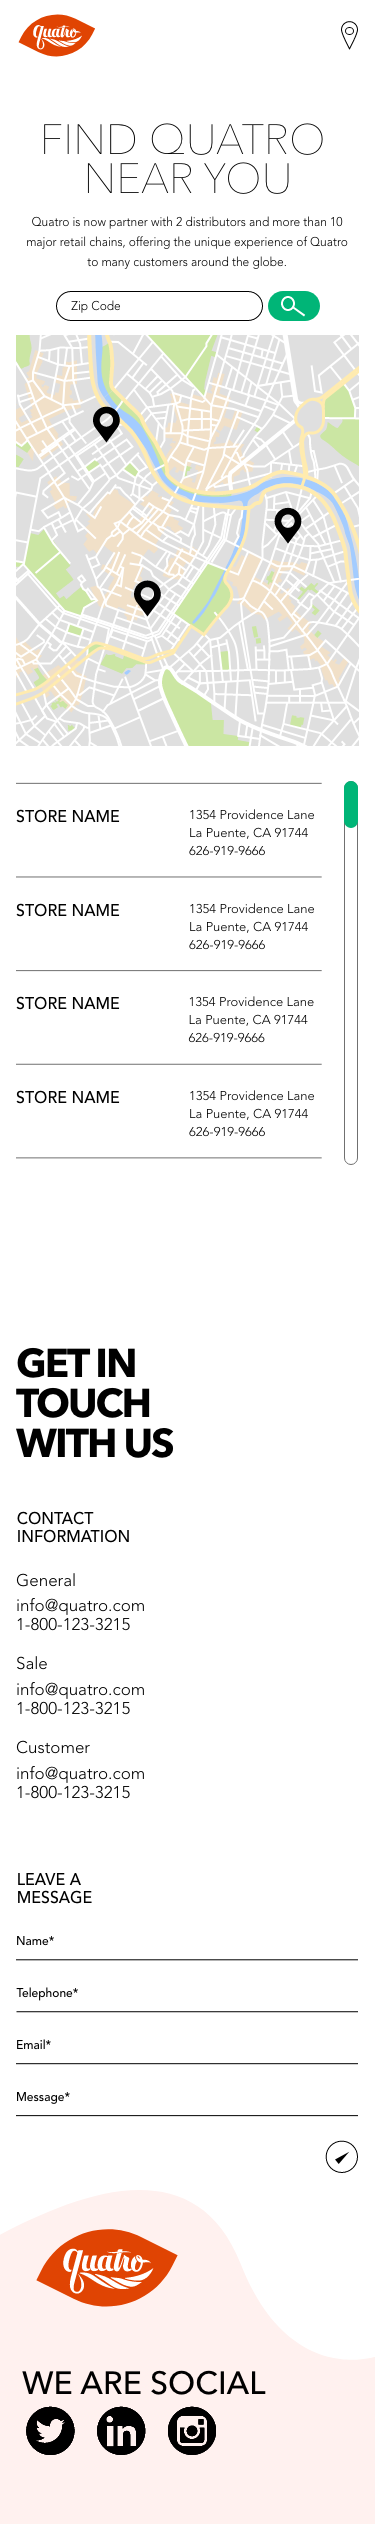 Quatro
FIND QUATRO
NEAR YOU
Quatro is now partner with 2 distributors and more than 10
major retail chains, offering the unique experience of Quatro
to many customers around the globe.
Zip Code
STORE NAME
1354 Providence Lane
La Puente, CA 91744
626-919-9666
STORE NAME
1354 Providence Lane
La Puente, CA 91744
626-919-9666
STORE NAME
1354 Providence Lane
La Puente, CA 91744
626-919-9666
STORE NAME
1354 Providence Lane
La Puente, CA 91744
626-919-9666
GET IN
TOUCH
WITH US
CONTACT
INFORMATION
General
info@quatro.com
1-800-123-3215
Sale
info@quatro.com
1-800-123-3215
Customer
info@quatro.com
1-800-123-3215
LEAVE A
MESSAGE
Name*
Telephone*
Email*
Message*
quatro
WE ARE SOCIAL
in